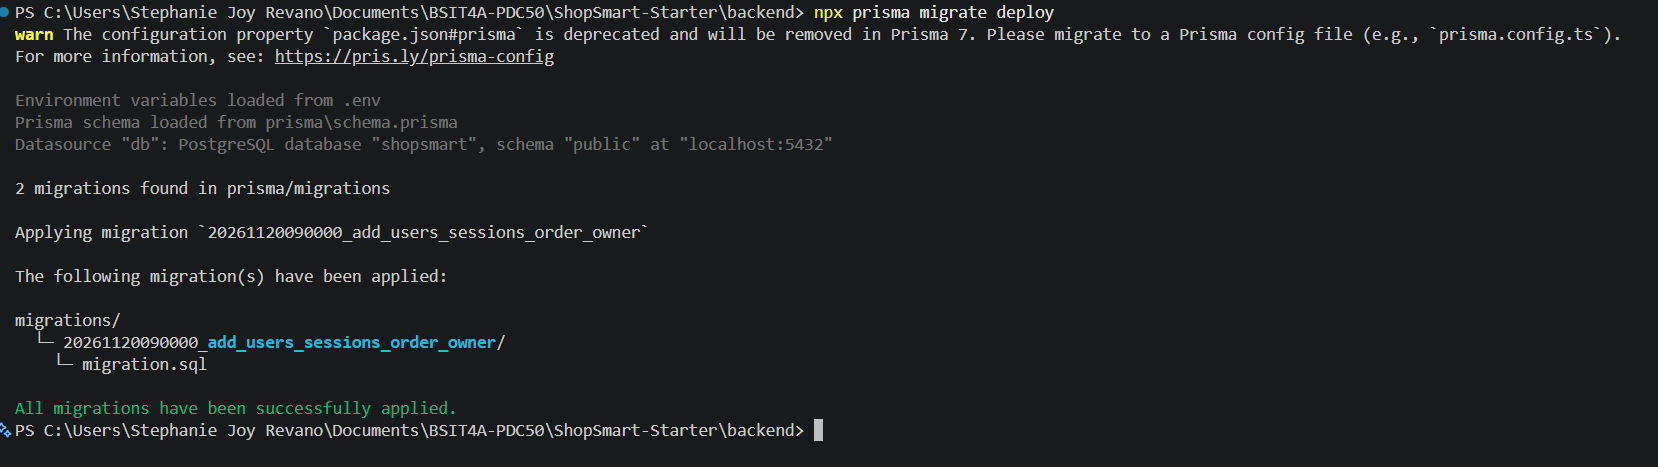 PS C:\Users\Stephanie Joy Revano\Documents\BSIT4A-PDC50\ShopSmart-Starter\backend> npx prisma migrate deploy
warn The configuration property `package.json#prisma` is deprecated and will be removed in Prisma 7. Please migrate to a Prisma config file (e.g., `prisma.config.ts`).
For more information, see: https://pris.ly/prisma-config
Environment variables loaded from .env
Prisma schema loaded from prisma\schema.prisma
Datasource "db": PostgreSQL database "shopsmart", schema "public" at "localhost:5432"
2 migrations found in prisma/migrations
Applying migration `20261120090000_add_users_sessions_order_owner`
The following migration(s) have been applied:
migrations/
└─ 20261120090000_add_users_sessions_order_owner/
└─ migration.sql
All migrations have been successfully applied.
PS C:\Users\Stephanie Joy Revano\Documents\BSIT4A-PDC50\ShopSmart-Starter\backend>